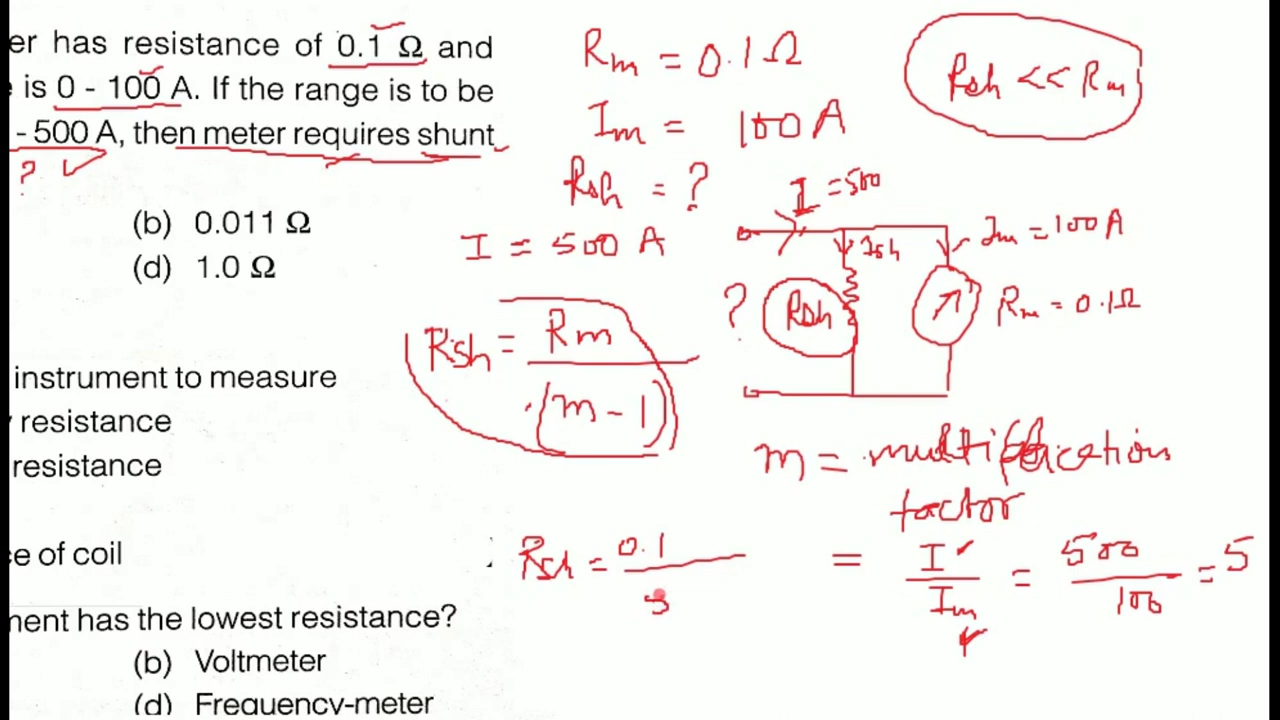 er has resistance of 0.1 Ω and
is 0 - 100 A. If the range is to be
- 500 A, then meter requires shunt
?
(b) 0.011 Ω
(d) 1.0 Ω
instrument to measure
resistance
resistance
e of coil
nent has the lowest resistance?
(b) Voltmeter
(d) Frequency-meter
Rm = 0.1 Ω
Rsh << Rm
Im = 100 A
Rsh = ?
I = 500
I = 500 A
Ish
Im = 100 A
? Rsh
Rm = 0.1Ω
Rsh = Rm
(m - 1)
m = multiplication
factor
Rsh = 0.1
5
= I = 500 = 5
Im 100